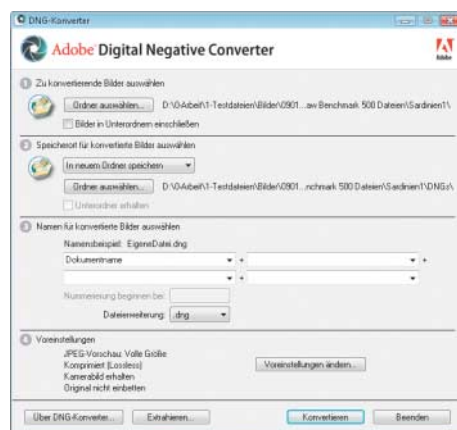 DNG-Konverter
Adobe Digital Negative Converter
Adobe
1 Zu konvertierende Bilder auswählen
Ordner auswählen... D:\0-Arbeit\1-Testdateien\Bilder\0901...aw Benchmark 500 Dateien\Sardinien1\
Bilder in Unterordnern einschließen
2 Speicherort für konvertierte Bilder auswählen
In neuem Ordner speichern
Ordner auswählen... D:\0-Arbeit\1-Testdateien\Bilder\0901...nchmark 500 Dateien\Sardinien1\DNGs\
Unterordner erhalten
3 Namen für konvertierte Bilder auswählen
Namensbeispiel: EigeneDatei.dng
Dokumentname + +
+
Nummerierung beginnen bei:
Dateierweiterung: .dng
4 Voreinstellungen
JPEG-Vorschau: Volle Größe
Komprimiert (Lossless)
Kamerabild erhalten
Original nicht einbetten
Voreinstellungen ändern...
Über DNG-Konverter... Extrahieren... Konvertieren Beenden